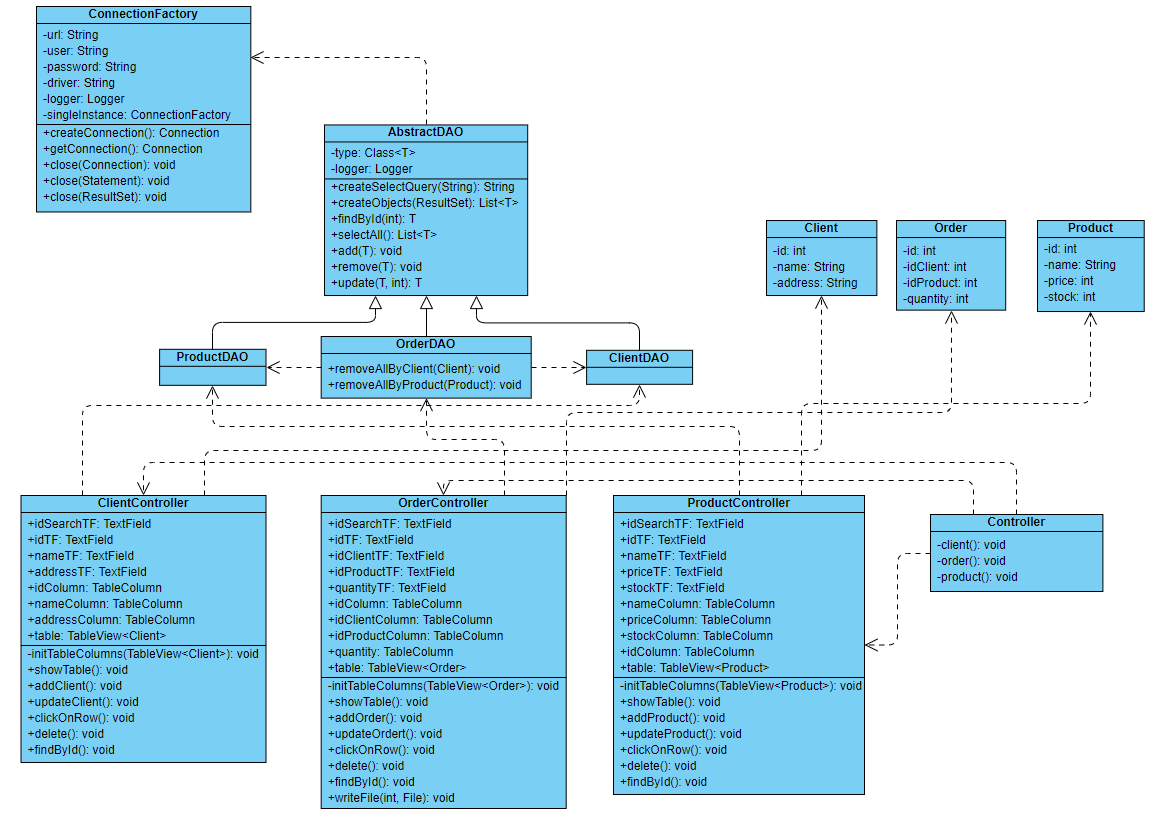 ConnectionFactory
-url: String
-user: String
-password: String
-driver: String
-logger: Logger
-singleInstance: ConnectionFactory
+createConnection(): Connection
+getConnection(): Connection
+close(Connection): void
+close(Statement): void
+close(ResultSet): void
AbstractDAO
-type: Class<T>
-logger: Logger
+createSelectQuery(String): String
+createObjects(ResultSet): List<T>
+findById(int): T
+selectAll(): List<T>
+add(T): void
+remove(T): void
+update(T, int): T
Client
-id: int
-name: String
-address: String
Order
-id: int
-idClient: int
-idProduct: int
-quantity: int
Product
-id: int
-name: String
-price: int
-stock: int
ProductDAO
OrderDAO
+removeAllByClient(Client): void
+removeAllByProduct(Product): void
ClientDAO
ClientController
+idSearchTF: TextField
+idTF: TextField
+nameTF: TextField
+addressTF: TextField
+idColumn: TableColumn
+nameColumn: TableColumn
+addressColumn: TableColumn
+table: TableView<Client>
-initTableColumns(TableView<Client>): void
+showTable(): void
+addClient(): void
+updateClient(): void
+clickOnRow(): void
+delete(): void
+findById(): void
OrderController
+idSearchTF: TextField
+idTF: TextField
+idClientTF: TextField
+idProductTF: TextField
+quantityTF: TextField
+idColumn: TableColumn
+idClientColumn: TableColumn
+idProductColumn: TableColumn
+quantity: TableColumn
+table: TableView<Order>
-initTableColumns(TableView<Order>): void
+showTable(): void
+addOrder(): void
+updateOrdert(): void
+clickOnRow(): void
+delete(): void
+findById(): void
+writeFile(int, File): void
ProductController
+idSearchTF: TextField
+idTF: TextField
+nameTF: TextField
+priceTF: TextField
+stockTF: TextField
+nameColumn: TableColumn
+priceColumn: TableColumn
+stockColumn: TableColumn
+idColumn: TableColumn
+table: TableView<Product>
-initTableColumns(TableView<Product>): void
+showTable(): void
+addProduct(): void
+updateProduct(): void
+clickOnRow(): void
+delete(): void
+findById(): void
Controller
-client(): void
-order(): void
-product(): void